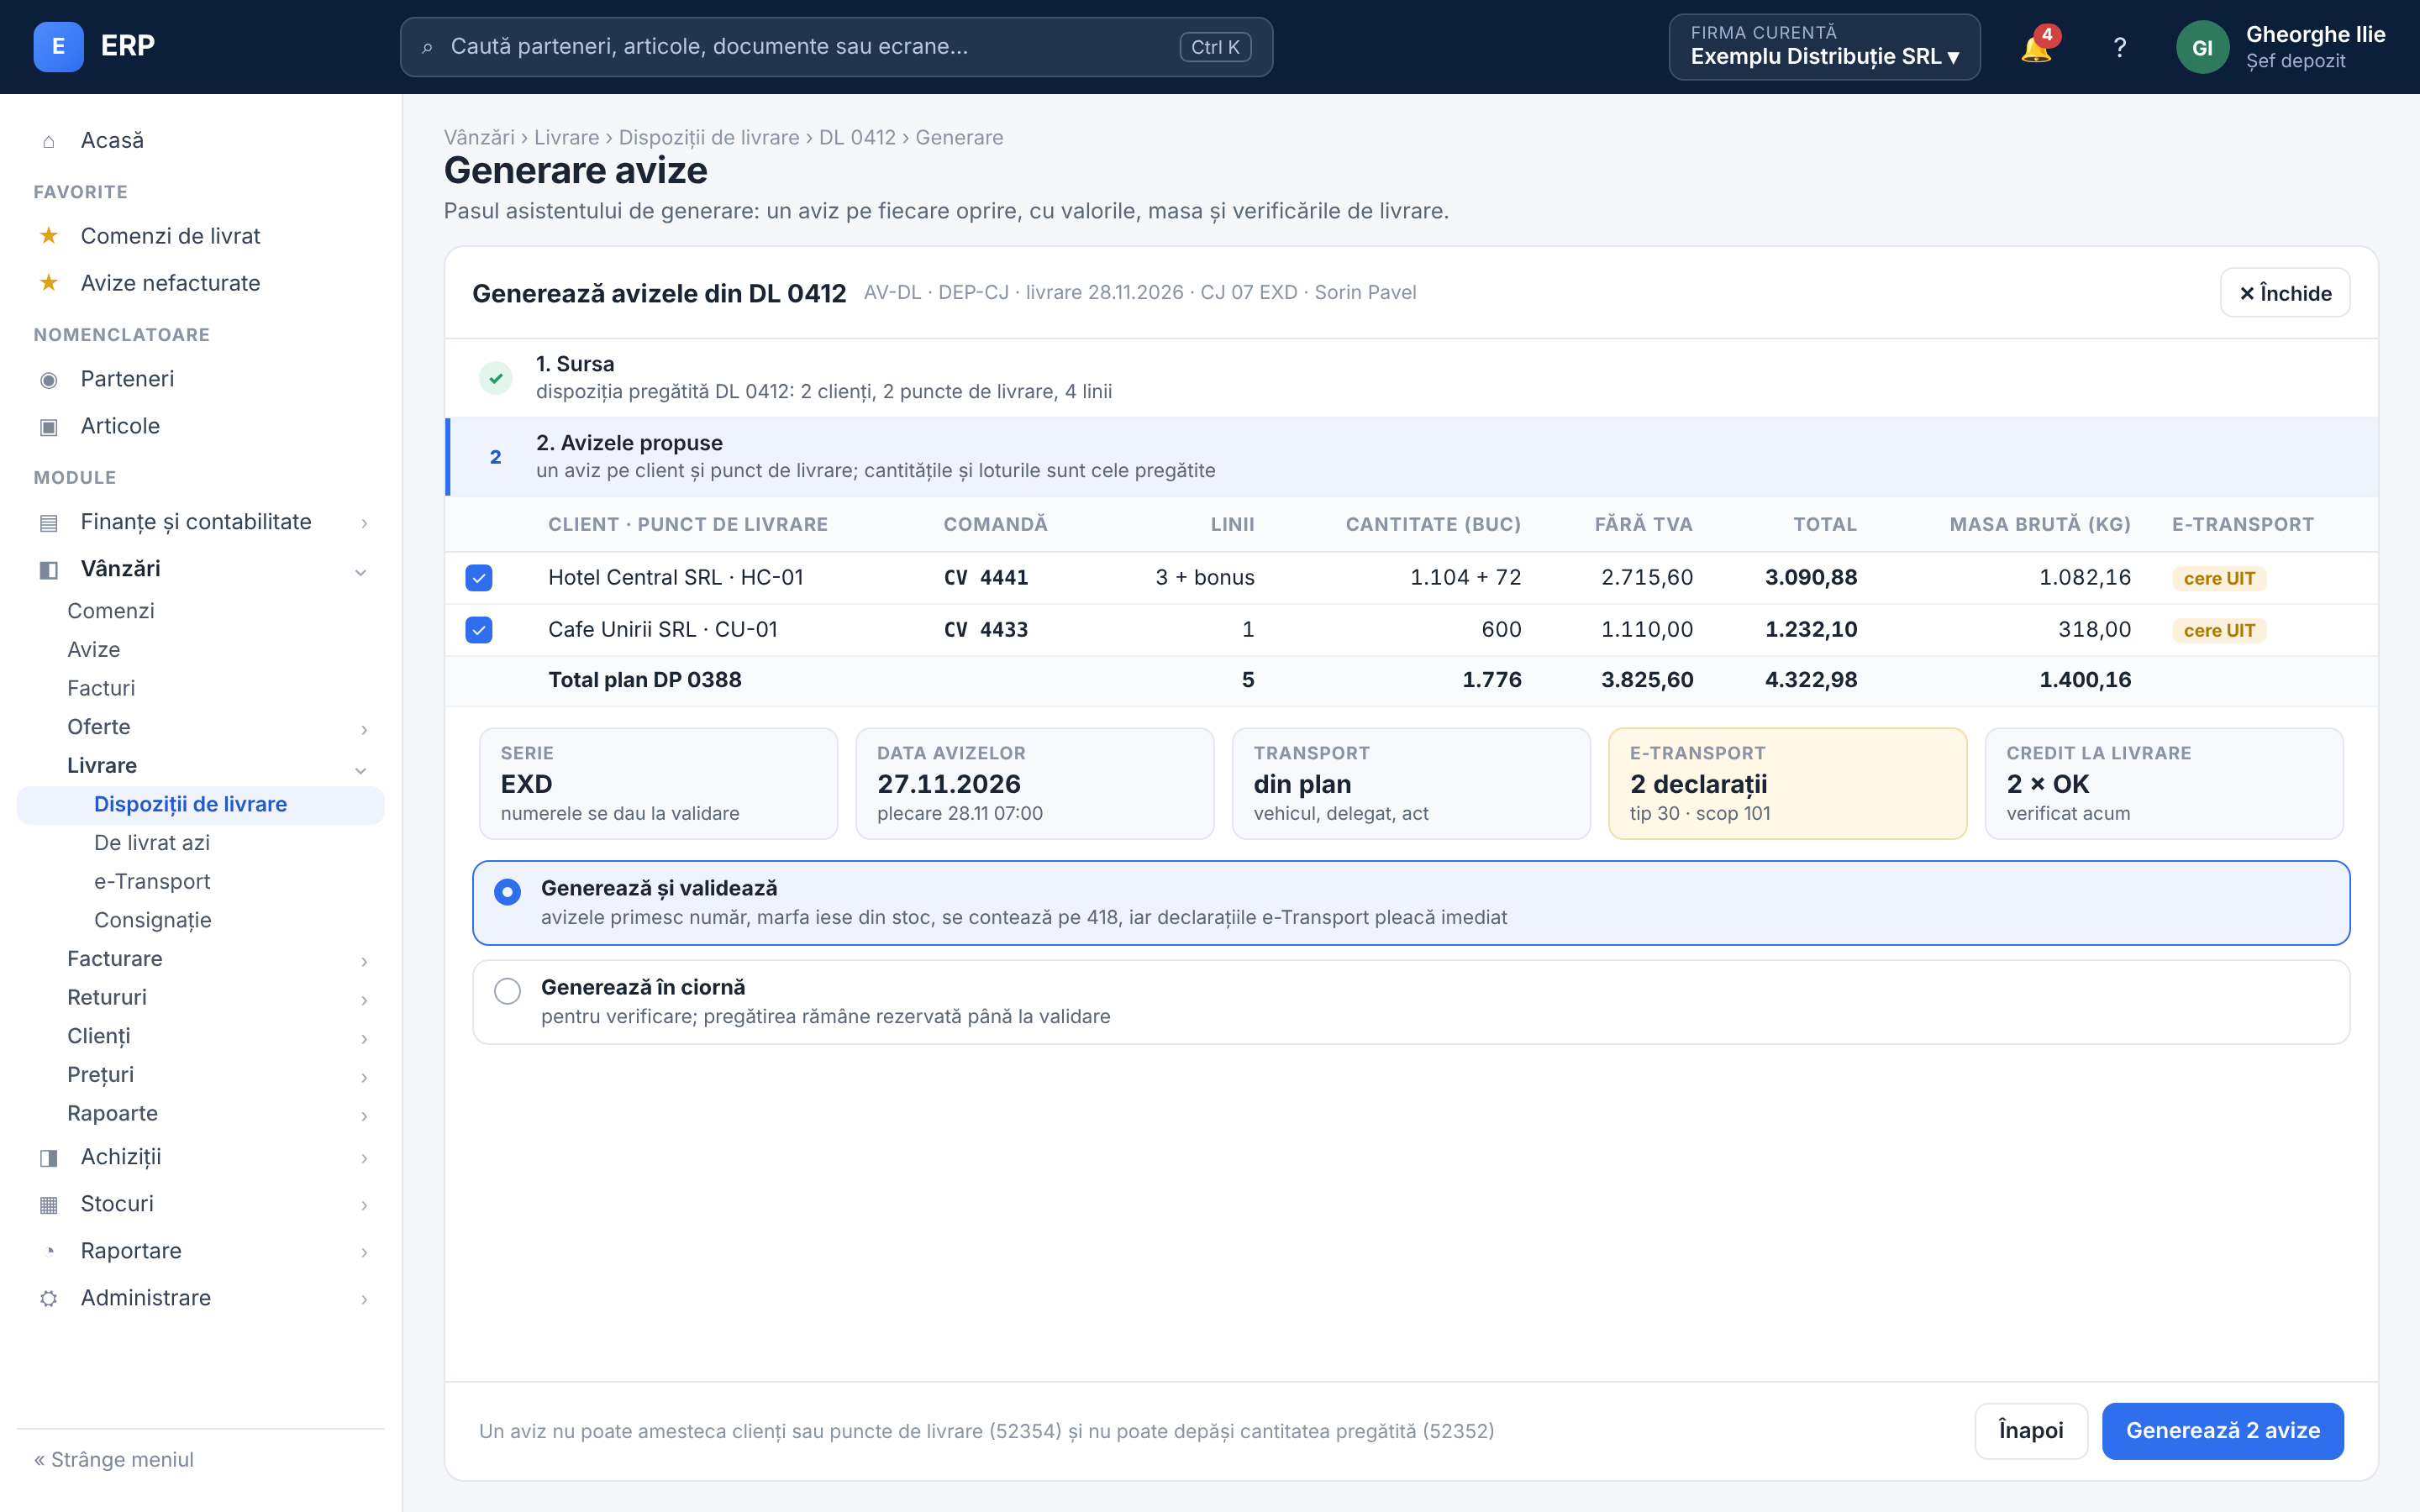 E ERP
Caută parteneri, articole, documente sau ecrane... Ctrl K
FIRMA CURENTĂ
Exemplu Distribuție SRL ▾
4
?
GI
Gheorghe Ilie
Șef depozit
Acasă
FAVORITE
★ Comenzi de livrat
★ Avize nefacturate
NOMENCLATOARE
Parteneri
Articole
MODULE
Finanțe și contabilitate ›
Vânzări
Comenzi
Avize
Facturi
Oferte ›
Livrare
Dispoziții de livrare
De livrat azi
e-Transport
Consignație
Facturare ›
Retururi ›
Clienți ›
Prețuri ›
Rapoarte ›
Achiziții ›
Stocuri ›
Raportare ›
Administrare ›
« Strânge meniul
Vânzări › Livrare › Dispoziții de livrare › DL 0412 › Generare
Generare avize
Pasul asistentului de generare: un aviz pe fiecare oprire, cu valorile, masa și verificările de livrare.
Generează avizele din DL 0412 AV-DL · DEP-CJ · livrare 28.11.2026 · CJ 07 EXD · Sorin Pavel
✕ Închide
✓ 1. Sursa
dispoziția pregătită DL 0412: 2 clienți, 2 puncte de livrare, 4 linii
2 2. Avizele propuse
un aviz pe client și punct de livrare; cantitățile și loturile sunt cele pregătite
CLIENT · PUNCT DE LIVRARE COMANDĂ LINII CANTITATE (BUC) FĂRĂ TVA TOTAL MASA BRUTĂ (KG) E-TRANSPORT
Hotel Central SRL · HC-01 CV 4441 3 + bonus 1.104 + 72 2.715,60 3.090,88 1.082,16 cere UIT
Cafe Unirii SRL · CU-01 CV 4433 1 600 1.110,00 1.232,10 318,00 cere UIT
Total plan DP 0388 5 1.776 3.825,60 4.322,98 1.400,16
SERIE
EXD
numerele se dau la validare
DATA AVIZELOR
27.11.2026
plecare 28.11 07:00
TRANSPORT
din plan
vehicul, delegat, act
E-TRANSPORT
2 declarații
tip 30 · scop 101
CREDIT LA LIVRARE
2 × OK
verificat acum
Generează și validează
avizele primesc număr, marfa iese din stoc, se contează pe 418, iar declarațiile e-Transport pleacă imediat
Generează în ciornă
pentru verificare; pregătirea rămâne rezervată până la validare
Un aviz nu poate amesteca clienți sau puncte de livrare (52354) și nu poate depăși cantitatea pregătită (52352)
Înapoi
Generează 2 avize